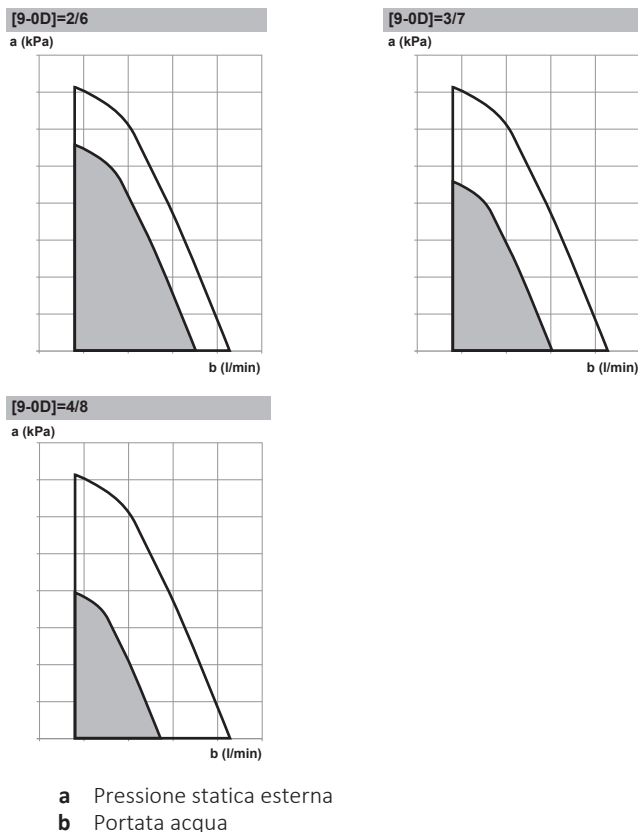 [9-0D]=2/6
a (kPa)
b (l/min)
[9-0D]=3/7
a (kPa)
b (l/min)
[9-0D]=4/8
a (kPa)
b (l/min)
a Pressione statica esterna
b Portata acqua